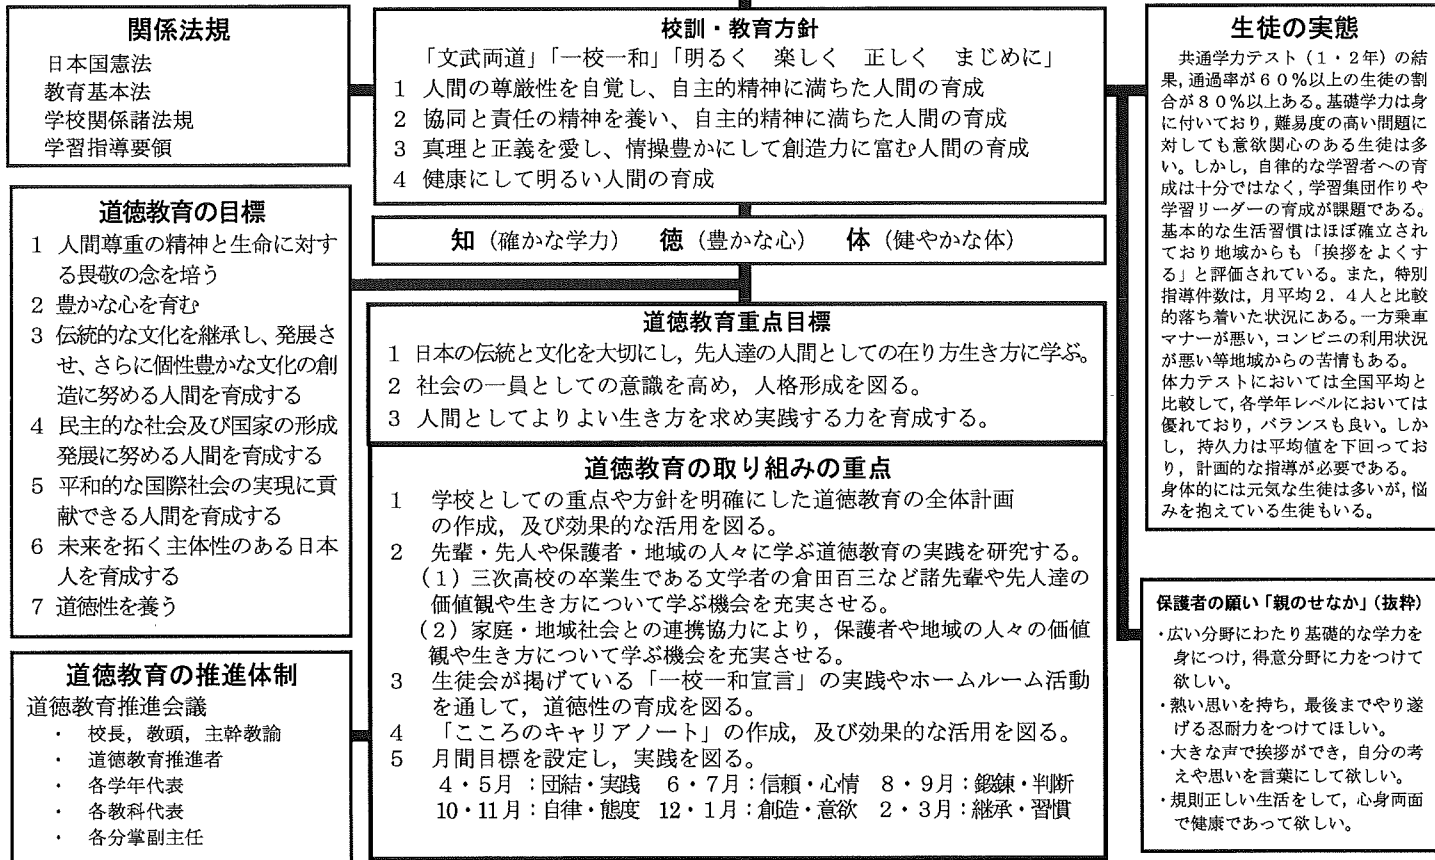 関係法規
日本国憲法
教育基本法
学校関係諸法規
学習指導要領
校訓・教育方針
「文武両道」「一校一和」「明るく　楽しく　正しく　まじめに」
1　人間の尊厳性を自覚し、自主的精神に満ちた人間の育成
2　協同と責任の精神を養い、自主的精神に満ちた人間の育成
3　真理と正義を愛し、情操豊かにして創造力に富む人間の育成
4　健康にして明るい人間の育成
知（確かな学力）　徳（豊かな心）　体（健やかな体）
道徳教育の目標
1　人間尊重の精神と生命に対す
る畏敬の念を培う
2　豊かな心を育む
3　伝統的な文化を継承し、発展さ
せ、さらに個性豊かな文化の創
造に努める人間を育成する
4　民主的な社会及び国家の形成
発展に努める人間を育成する
5　平和的な国際社会の実現に貢
献できる人間を育成する
6　未来を拓く主体性のある日本
人を育成する
7　道徳性を養う
道徳教育の推進体制
道徳教育推進会議
・　校長，教頭，主幹教諭
・　道徳教育推進者
・　各学年代表
・　各教科代表
・　各分掌副主任
道徳教育重点目標
1　日本の伝統と文化を大切にし，先人達の人間としての在り方生き方に学ぶ。
2　社会の一員としての意識を高め，人格形成を図る。
3　人間としてよりよい生き方を求め実践する力を育成する。
道徳教育の取り組みの重点
1　学校としての重点や方針を明確にした道徳教育の全体計画
の作成，及び効果的な活用を図る。
2　先輩・先人や保護者・地域の人々に学ぶ道徳教育の実践を研究する。
（1）三次高校の卒業生である文学者の倉田百三など諸先輩や先人達の
価値観や生き方について学ぶ機会を充実させる。
（2）家庭・地域社会との連携協力により，保護者や地域の人々の価値
観や生き方について学ぶ機会を充実させる。
3　生徒会が掲げている「一校一和宣言」の実践やホームルーム活動
を通して，道徳性の育成を図る。
4　「こころのキャリアノート」の作成，及び効果的な活用を図る。
5　月間目標を設定し，実践を図る。
4・5月：団結・実践　6・7月：信頼・心情　8・9月：鍛錬・判断
10・11月：自律・態度　12・1月：創造・意欲　2・3月：継承・習慣
生徒の実態
共通学力テスト（1・2年）の結
果，通過率が６０％以上の生徒の割
合が８０％以上ある。基礎学力は身
に付いており，難易度の高い問題に
対しても意欲関心のある生徒は多
い。しかし，自律的な学習者への育
成は十分ではなく，学習集団作りや
学習リーダーの育成が課題である。
基本的な生活習慣はほぼ確立され
ており地域からも「挨拶をよくす
る」と評価されている。また，特別
指導件数は，月平均２．４人と比較
的落ち着いた状況にある。一方乗車
マナーが悪い，コンビニの利用状況
が悪い等地域からの苦情もある。
体力テストにおいては全国平均と
比較して，各学年レベルにおいては
優れており，バランスも良い。しか
し，持久力は平均値を下回ってお
り，計画的な指導が必要である。
身体的には元気な生徒は多いが，悩
みを抱えている生徒もいる。
保護者の願い「親のせなか」（抜粋）
・広い分野にわたり基礎的な学力を
身につけ，得意分野に力をつけて
欲しい。
・熱い思いを持ち，最後までやり遂
げる忍耐力をつけてほしい。
・大きな声で挨拶ができ，自分の考
えや思いを言葉にして欲しい。
・規則正しい生活をして，心身両面
で健康であって欲しい。